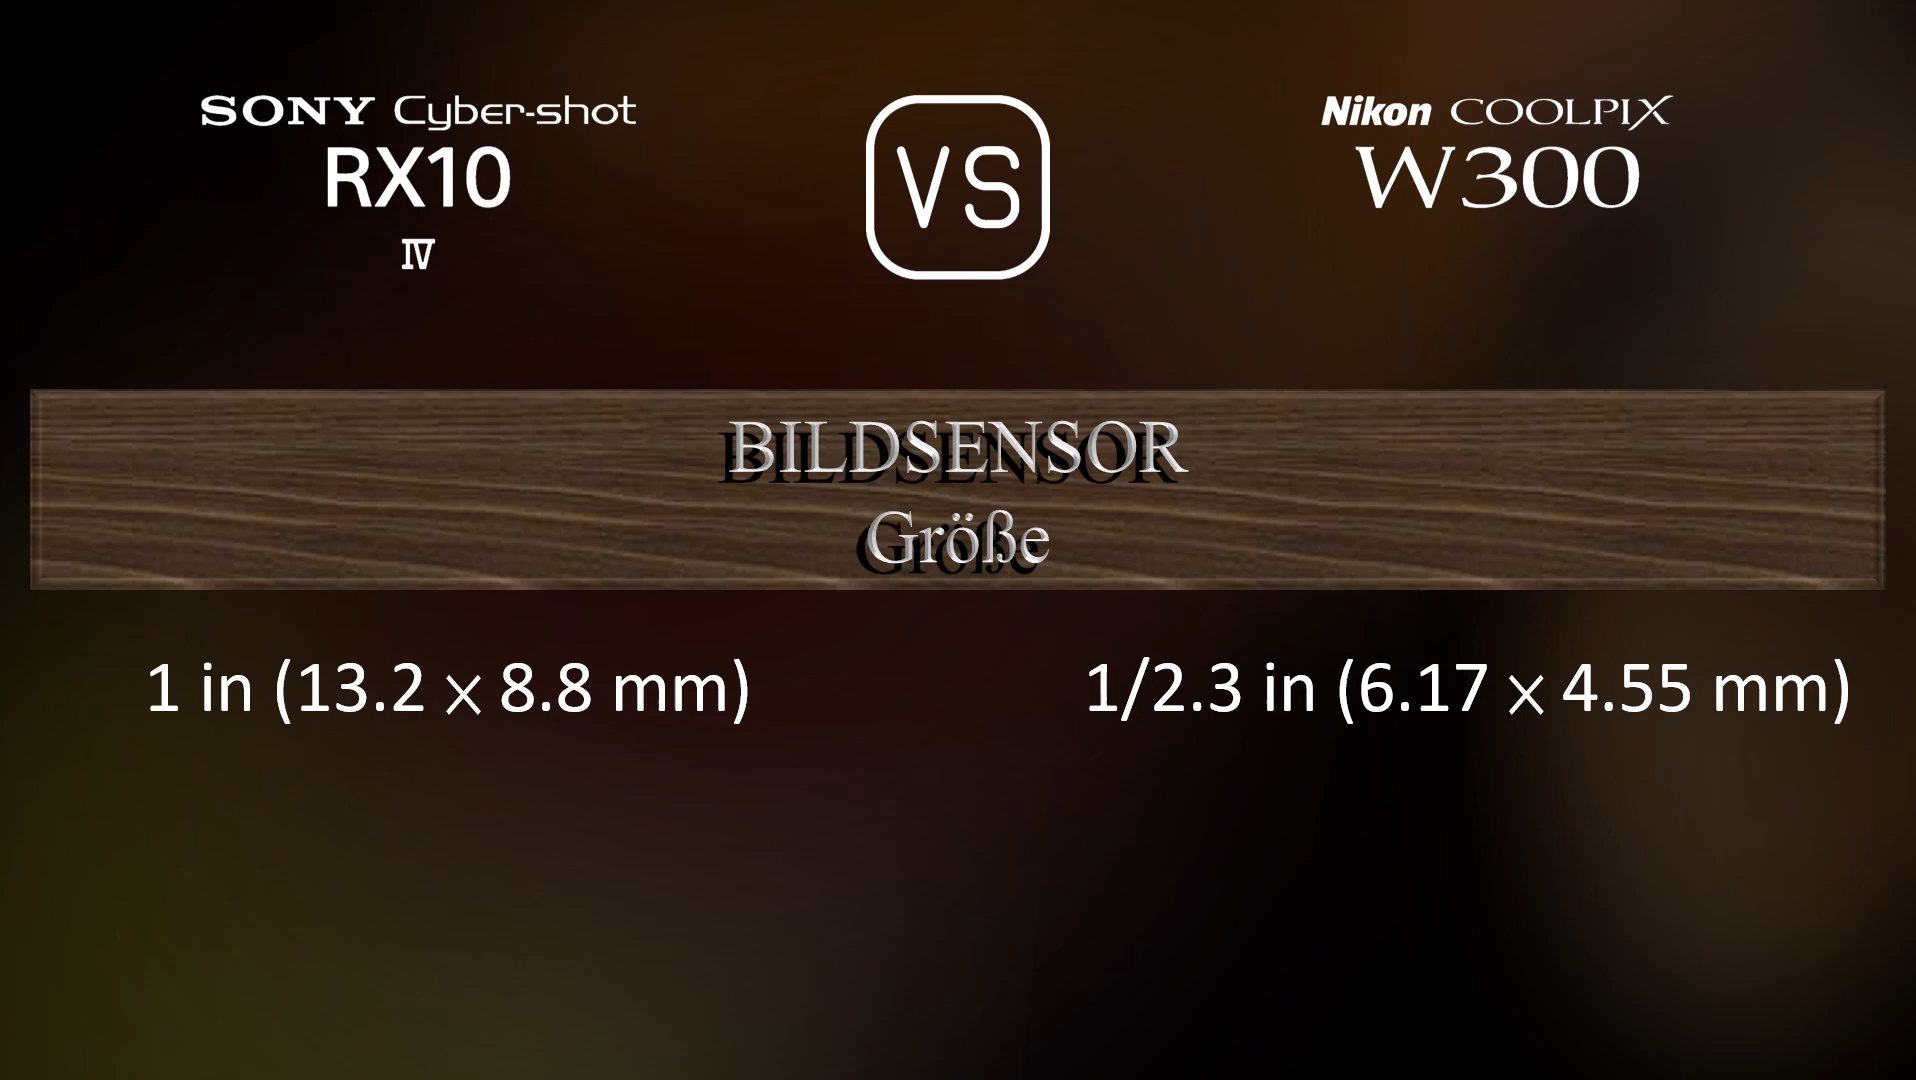 SONY Cyber-shot
RX10
IV
VS
Nikon COOLPIX
W300
BILDSENSOR
Größe
1 in (13.2 x 8.8 mm)
1/2.3 in (6.17 x 4.55 mm)